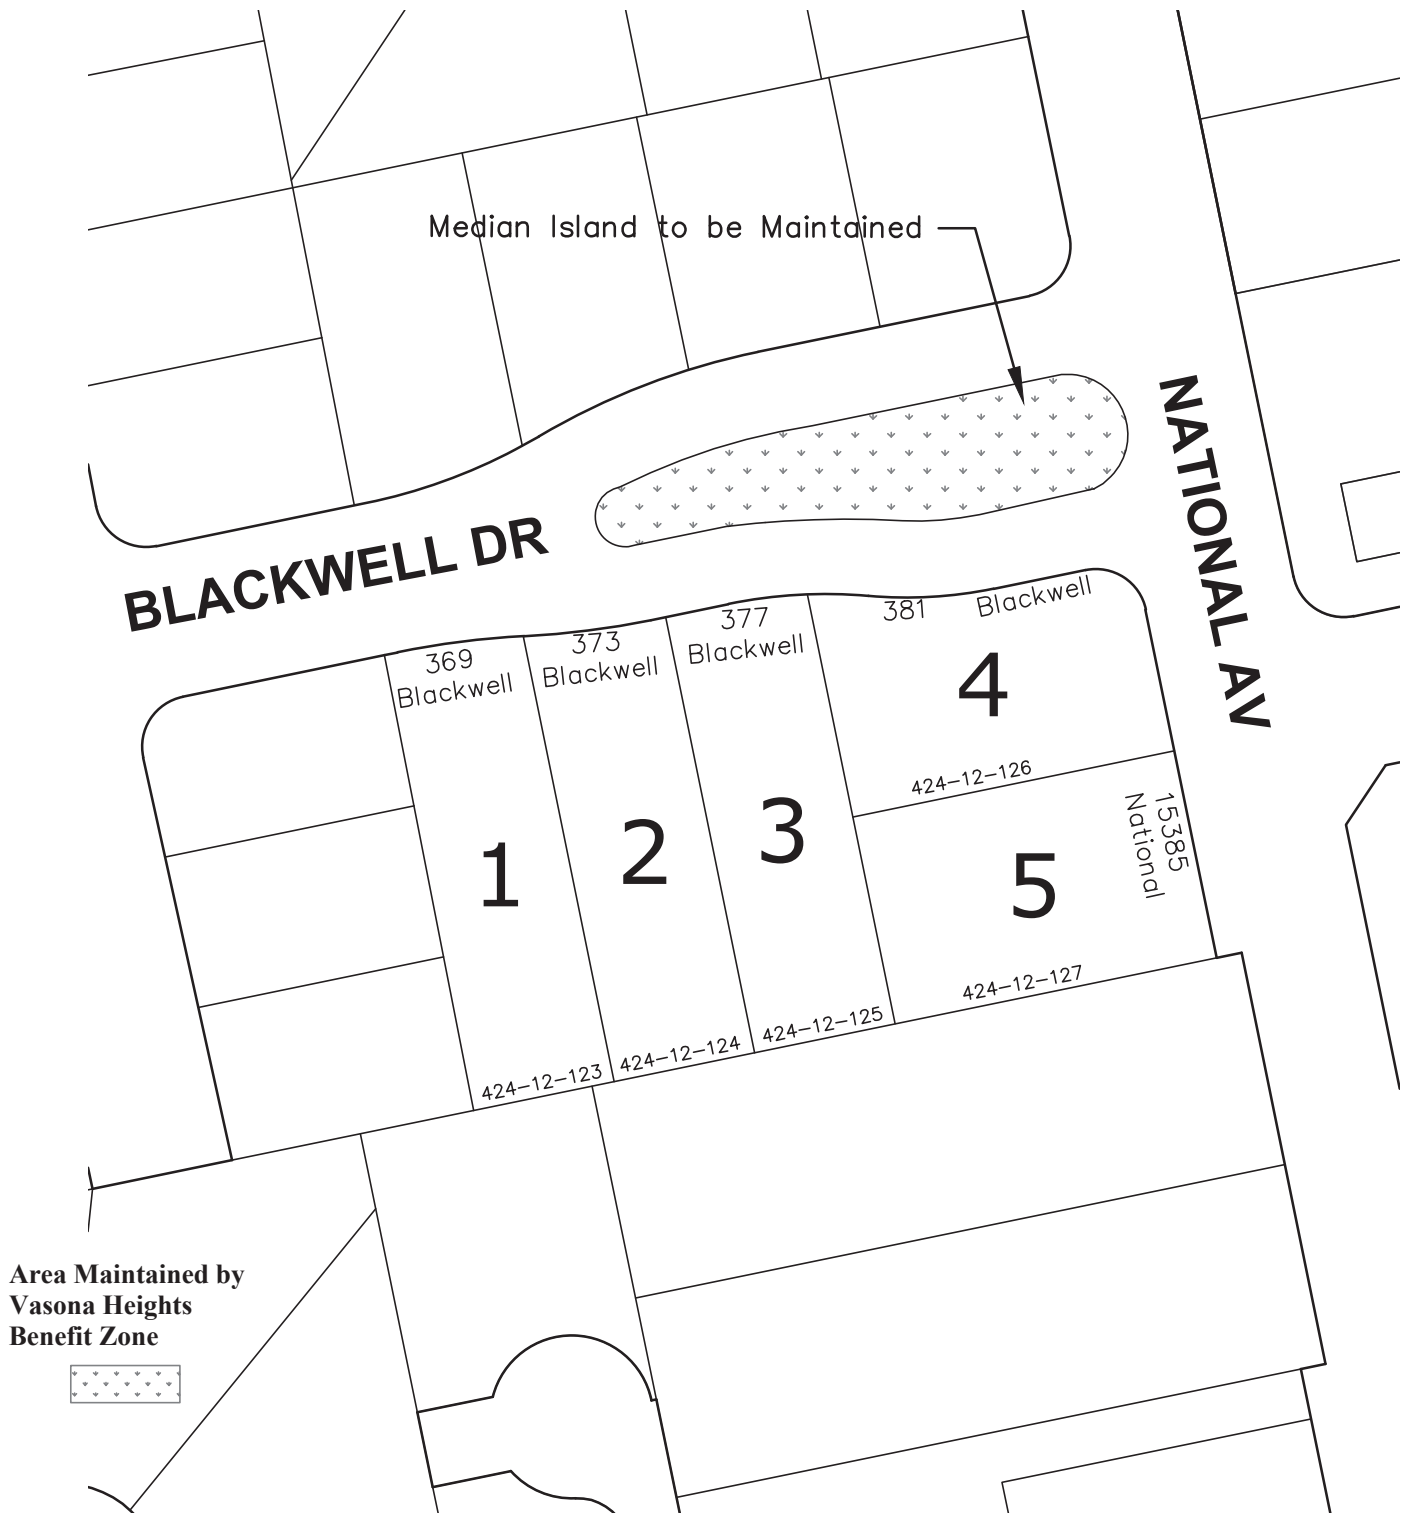 Median Island to be Maintained
NATIONAL AV
BLACKWELL DR
369
Blackwell
373
Blackwell
377
Blackwell
381 Blackwell
4
424-12-126
15385
National
1
2
3
5
424-12-127
424-12-123
424-12-124
424-12-125
Area Maintained by
Vasona Heights
Benefit Zone